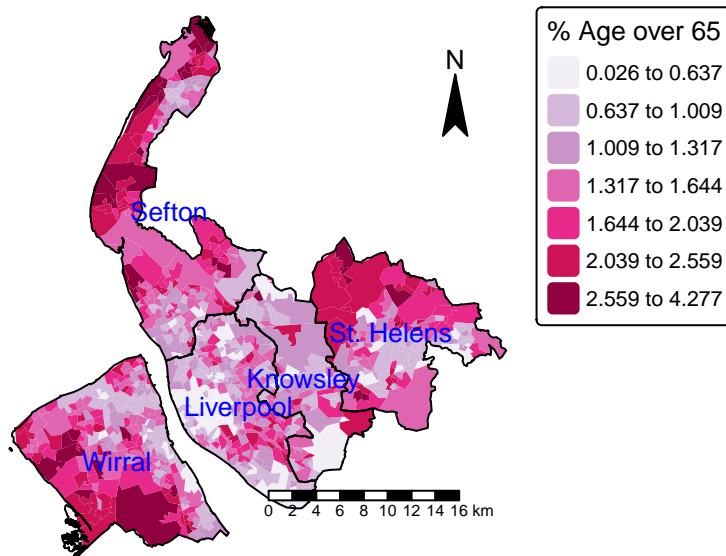 % Age over 65
0.026 to 0.637
0.637 to 1.009
1.009 to 1.317
1.317 to 1.644
1.644 to 2.039
2.039 to 2.559
2.559 to 4.277
N
Sefton
St. Helens
Knowsley
Liverpool
Wirral
0 2 4 6 8 10 12 14 16 km